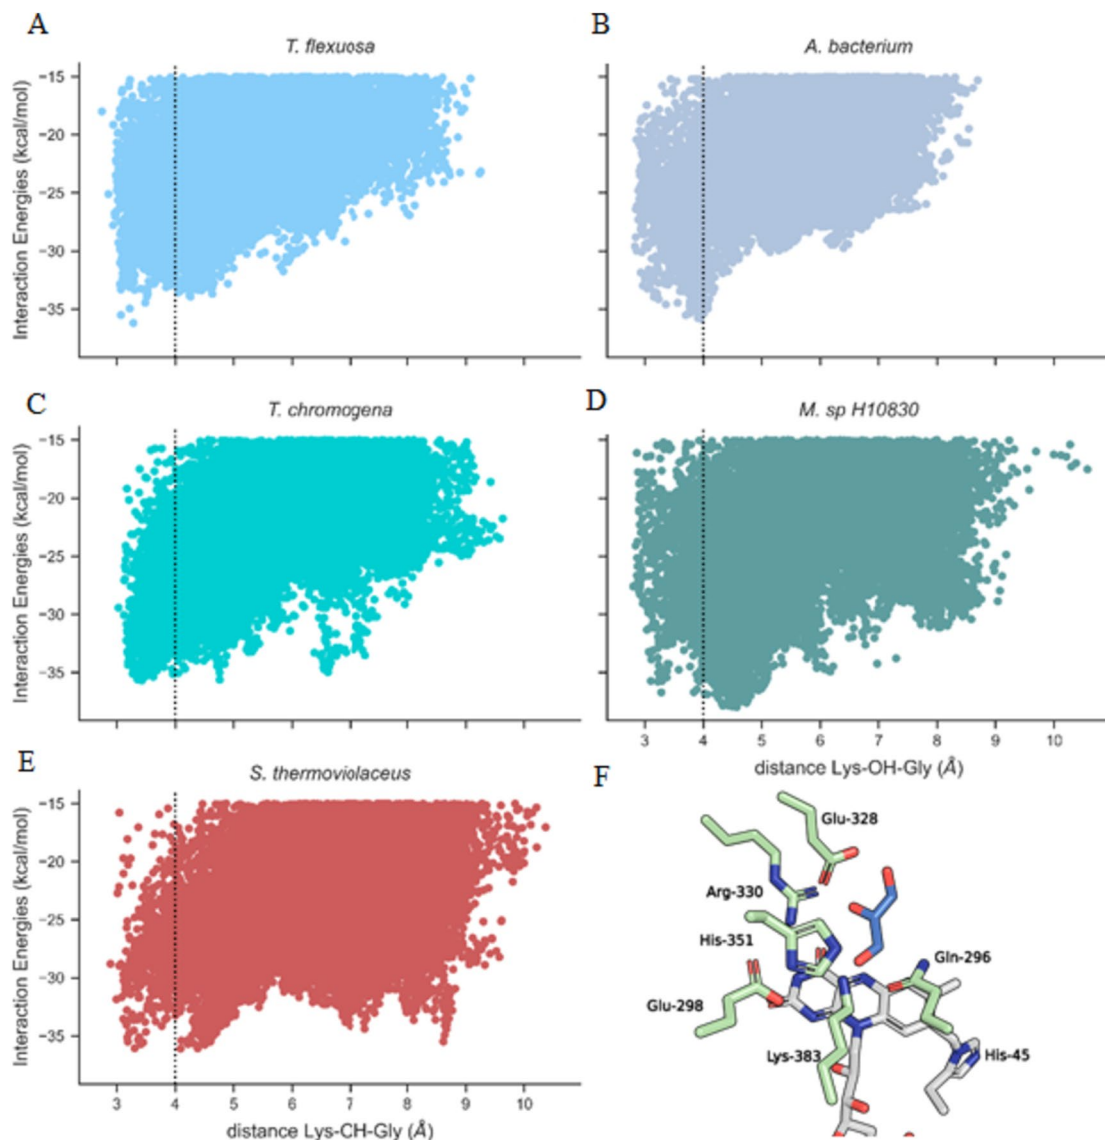 A
B
T. flexuosa
A. bacterium
Interaction Energies (kcal/mol)
−15
−20
−25
−30
−35
C
D
T. chromogena
M. sp H10830
Interaction Energies (kcal/mol)
−15
−20
−25
−30
−35
3 4 5 6 7 8 9 10
distance Lys-OH-Gly (Å)
E
F
S. thermoviolaceus
Interaction Energies (kcal/mol)
−15
−20
−25
−30
−35
3 4 5 6 7 8 9 10
distance Lys-CH-Gly (Å)
Glu-328
Arg-330
His-351
Gln-296
Glu-298
Lys-383
His-45